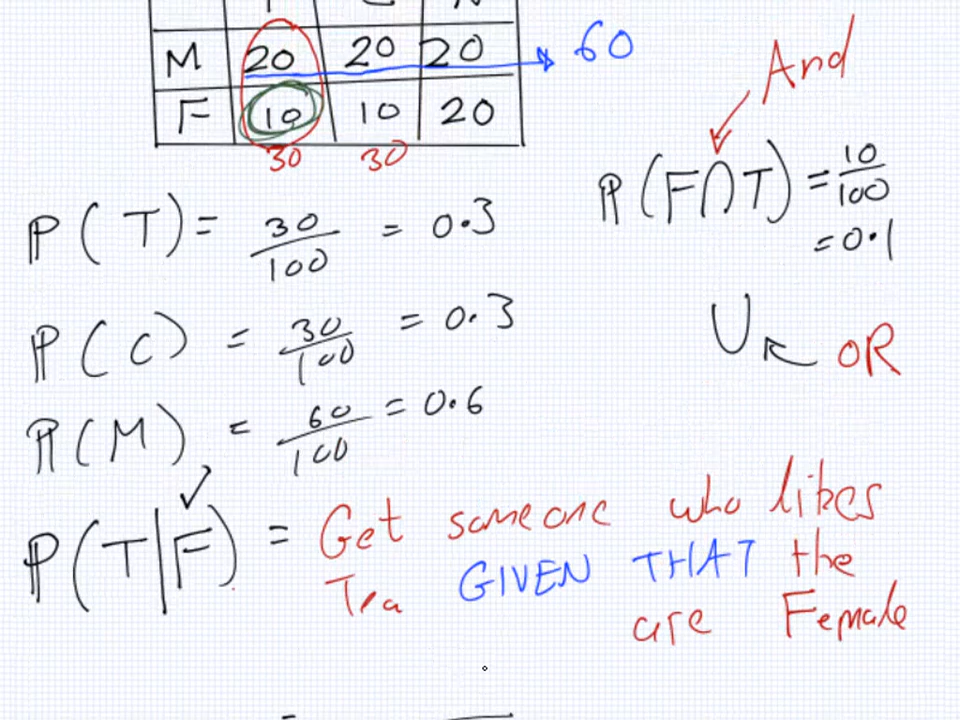 M 20 20 20 → 60
F 10 10 20
30 30
And
P(F∩T) = 10/100
= 0.1
P(T) = 30/100 = 0.3
P(C) = 30/100 = 0.3
U ← OR
P(M) = 60/100 = 0.6
P(T|F) = Get someone who likes
Tea GIVEN THAT the
are Female
=